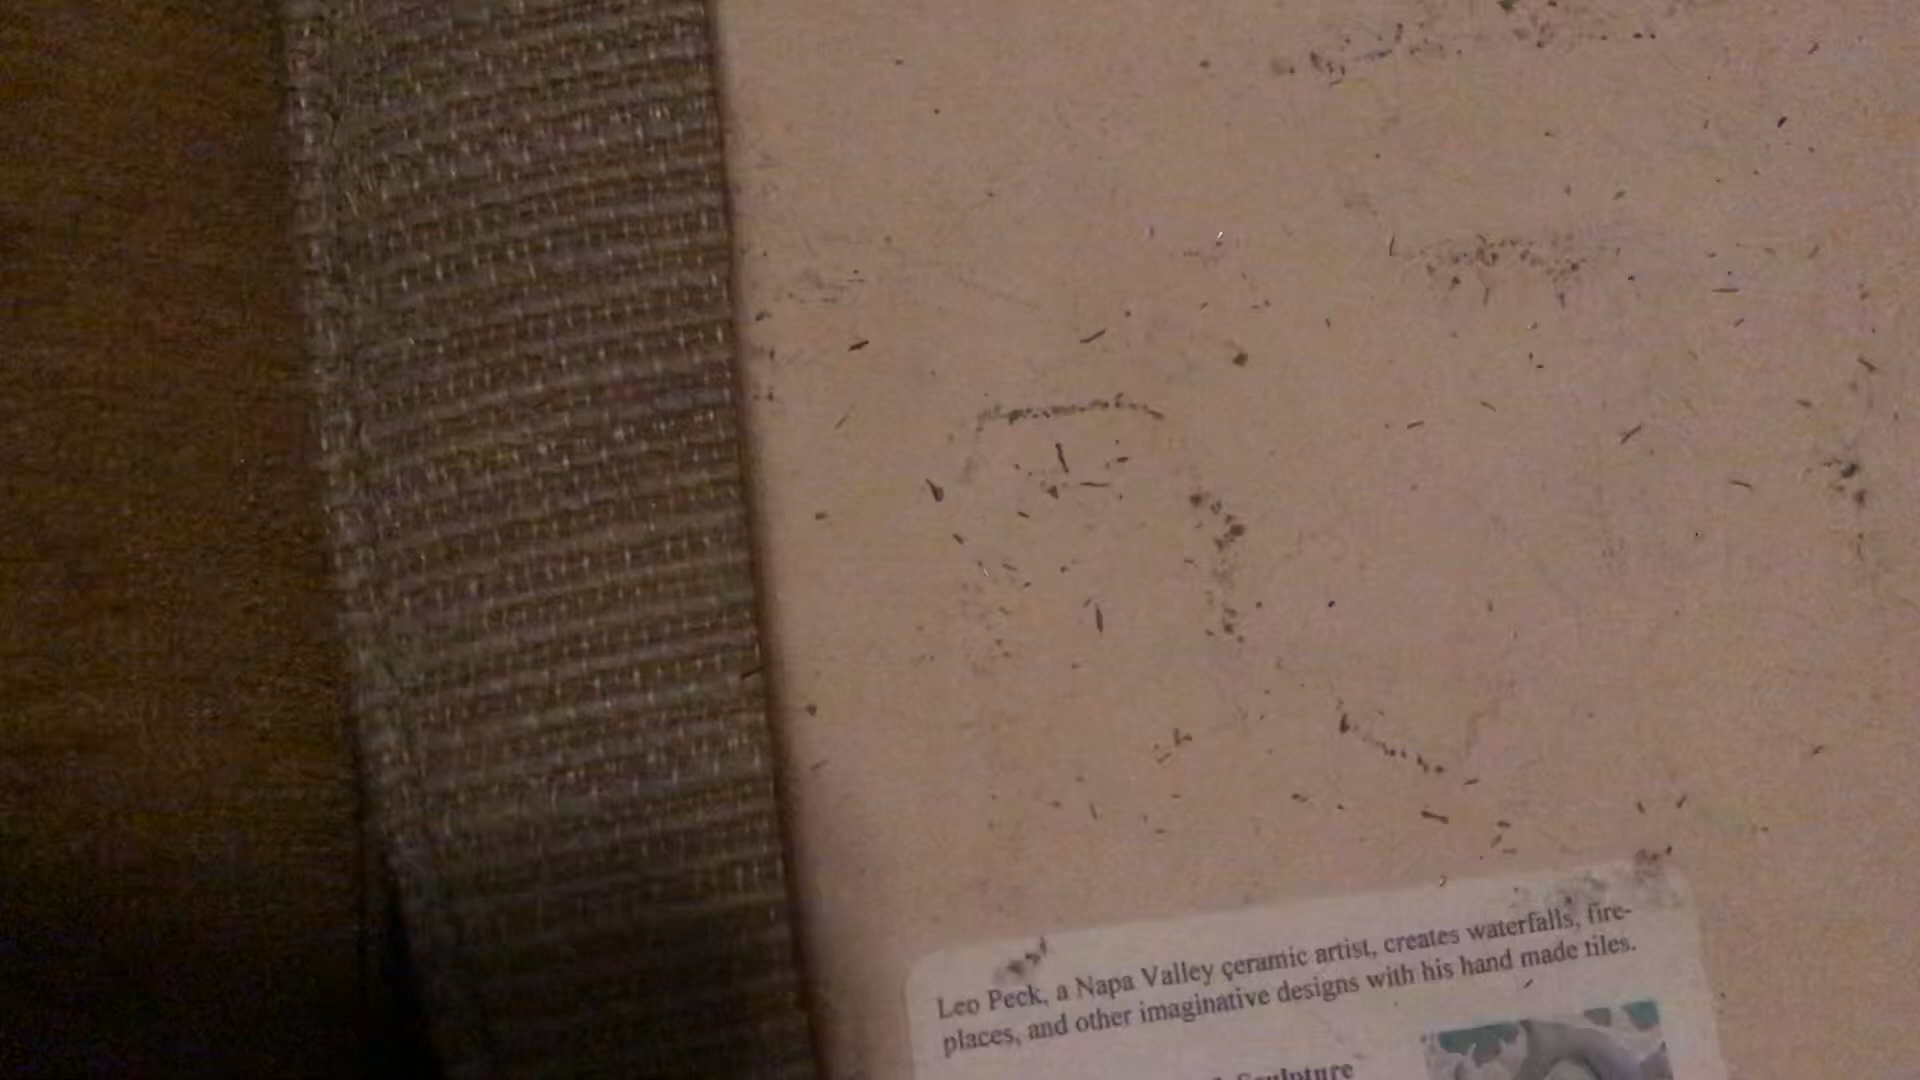 Leo Peck, a Napa Valley ceramic artist, creates waterfalls, fire-
places, and other imaginative designs with his hand made tiles.
Sculpture